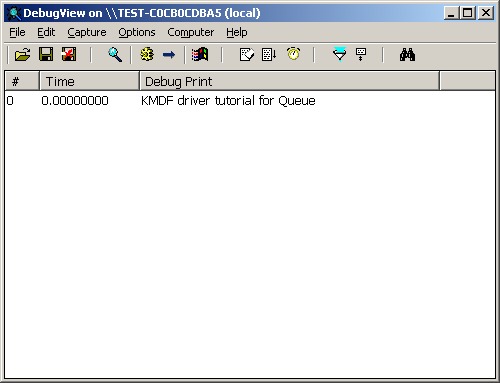 DebugView on \\TEST-C0CB0CDBA5 (local)
File Edit Capture Options Computer Help
# Time Debug Print
0 0.00000000 KMDF driver tutorial for Queue